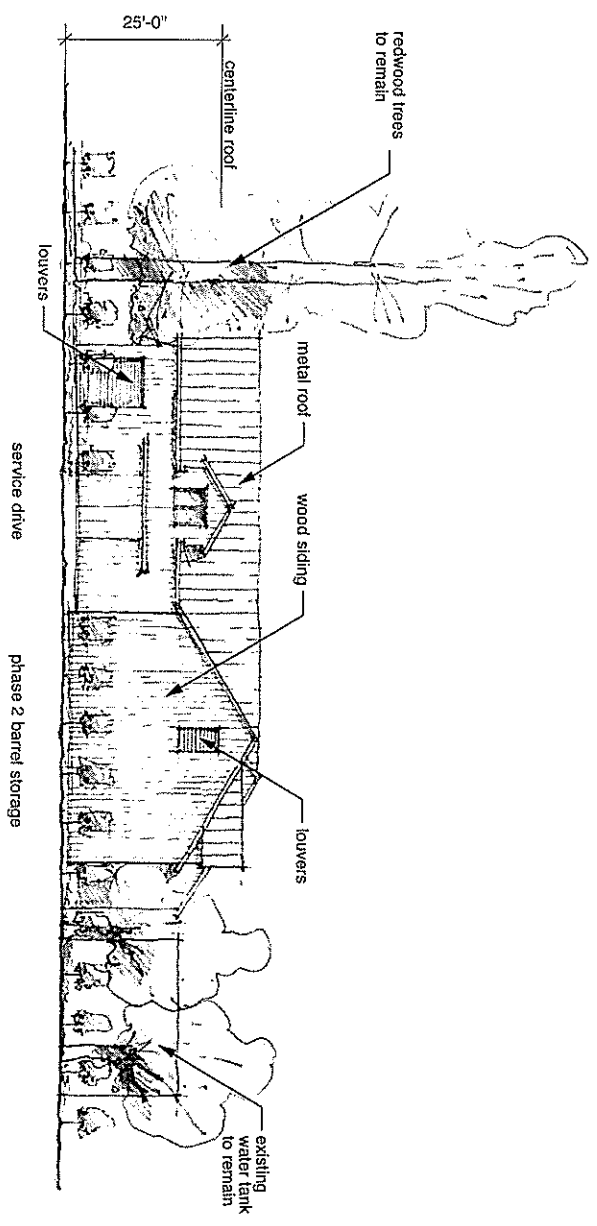 25'-0"
centerline roof
redwood trees
to remain
louvers
metal roof
wood siding
louvers
existing
water tank
to remain
service drive
phase 2 barrel storage